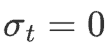 σ_t = 0